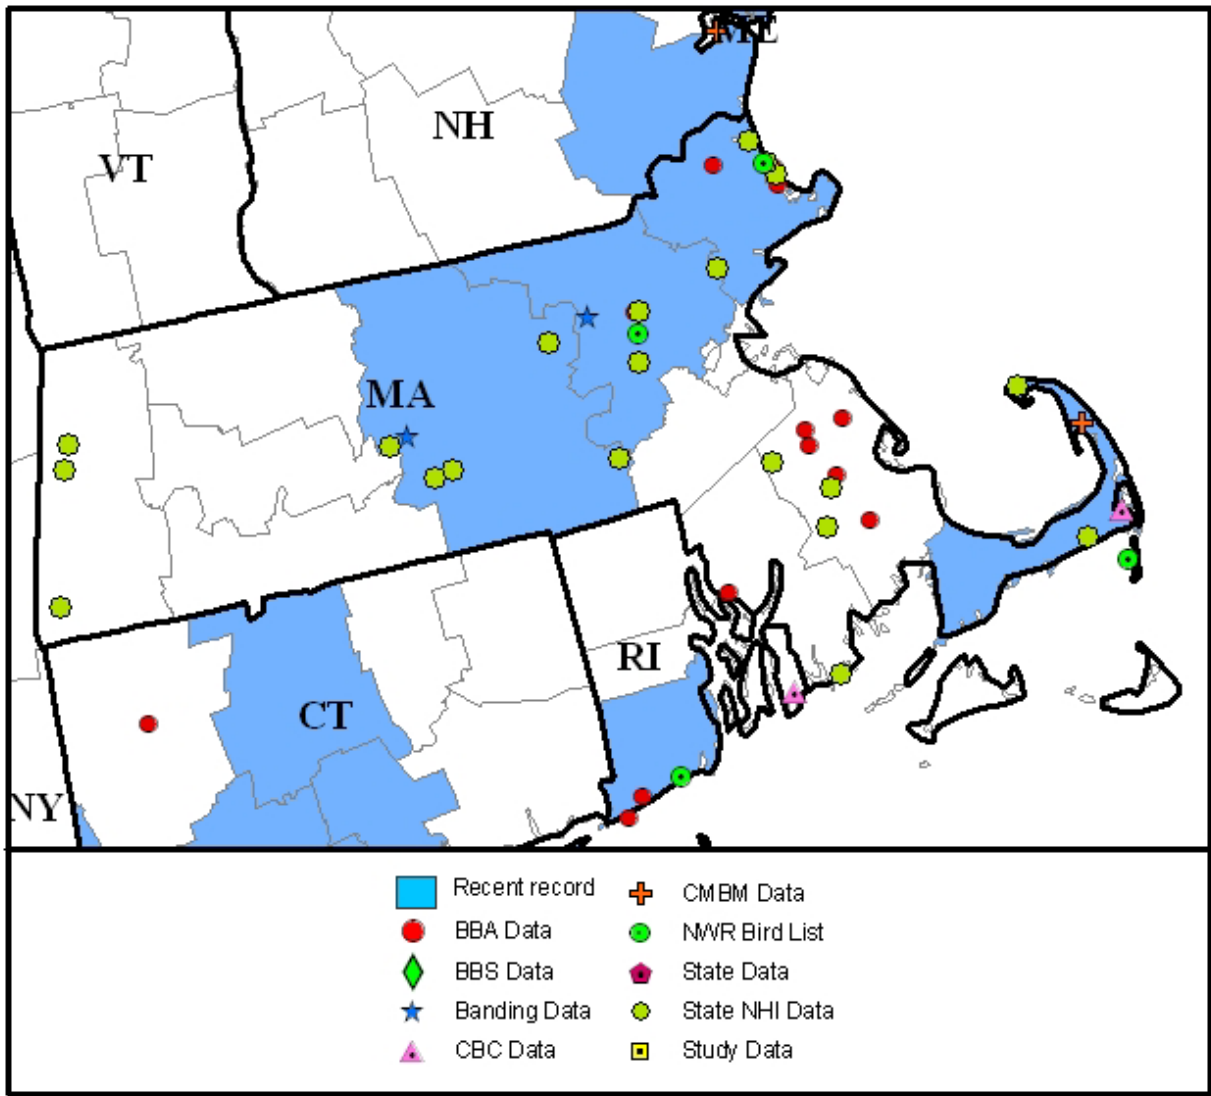 ME
NH
VT
MA
RI
CT
NY
Recent record
CMBM Data
BBA Data
NWR Bird List
BBS Data
State Data
Banding Data
State NHI Data
CBC Data
Study Data